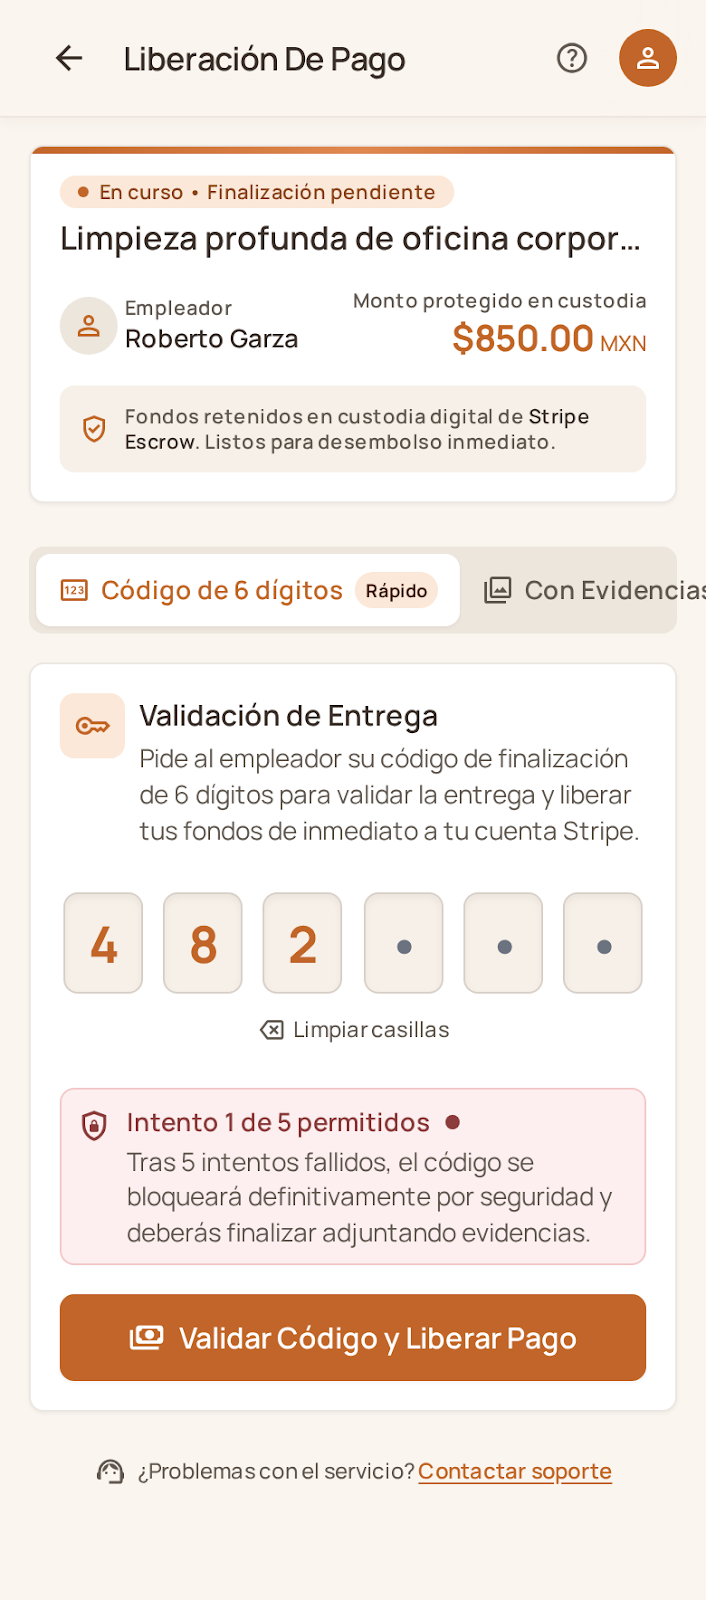 Liberación De Pago
En curso • Finalización pendiente
Limpieza profunda de oficina corpor...
Empleador
Roberto Garza
Monto protegido en custodia
$850.00 MXN
Fondos retenidos en custodia digital de Stripe
Escrow. Listos para desembolso inmediato.
123 Código de 6 dígitos Rápido
Con Evidencias
Validación de Entrega
Pide al empleador su código de finalización
de 6 dígitos para validar la entrega y liberar
tus fondos de inmediato a tu cuenta Stripe.
4 8 2 • • •
Limpiar casillas
Intento 1 de 5 permitidos
Tras 5 intentos fallidos, el código se
bloqueará definitivamente por seguridad y
deberás finalizar adjuntando evidencias.
Validar Código y Liberar Pago
¿Problemas con el servicio? Contactar soporte